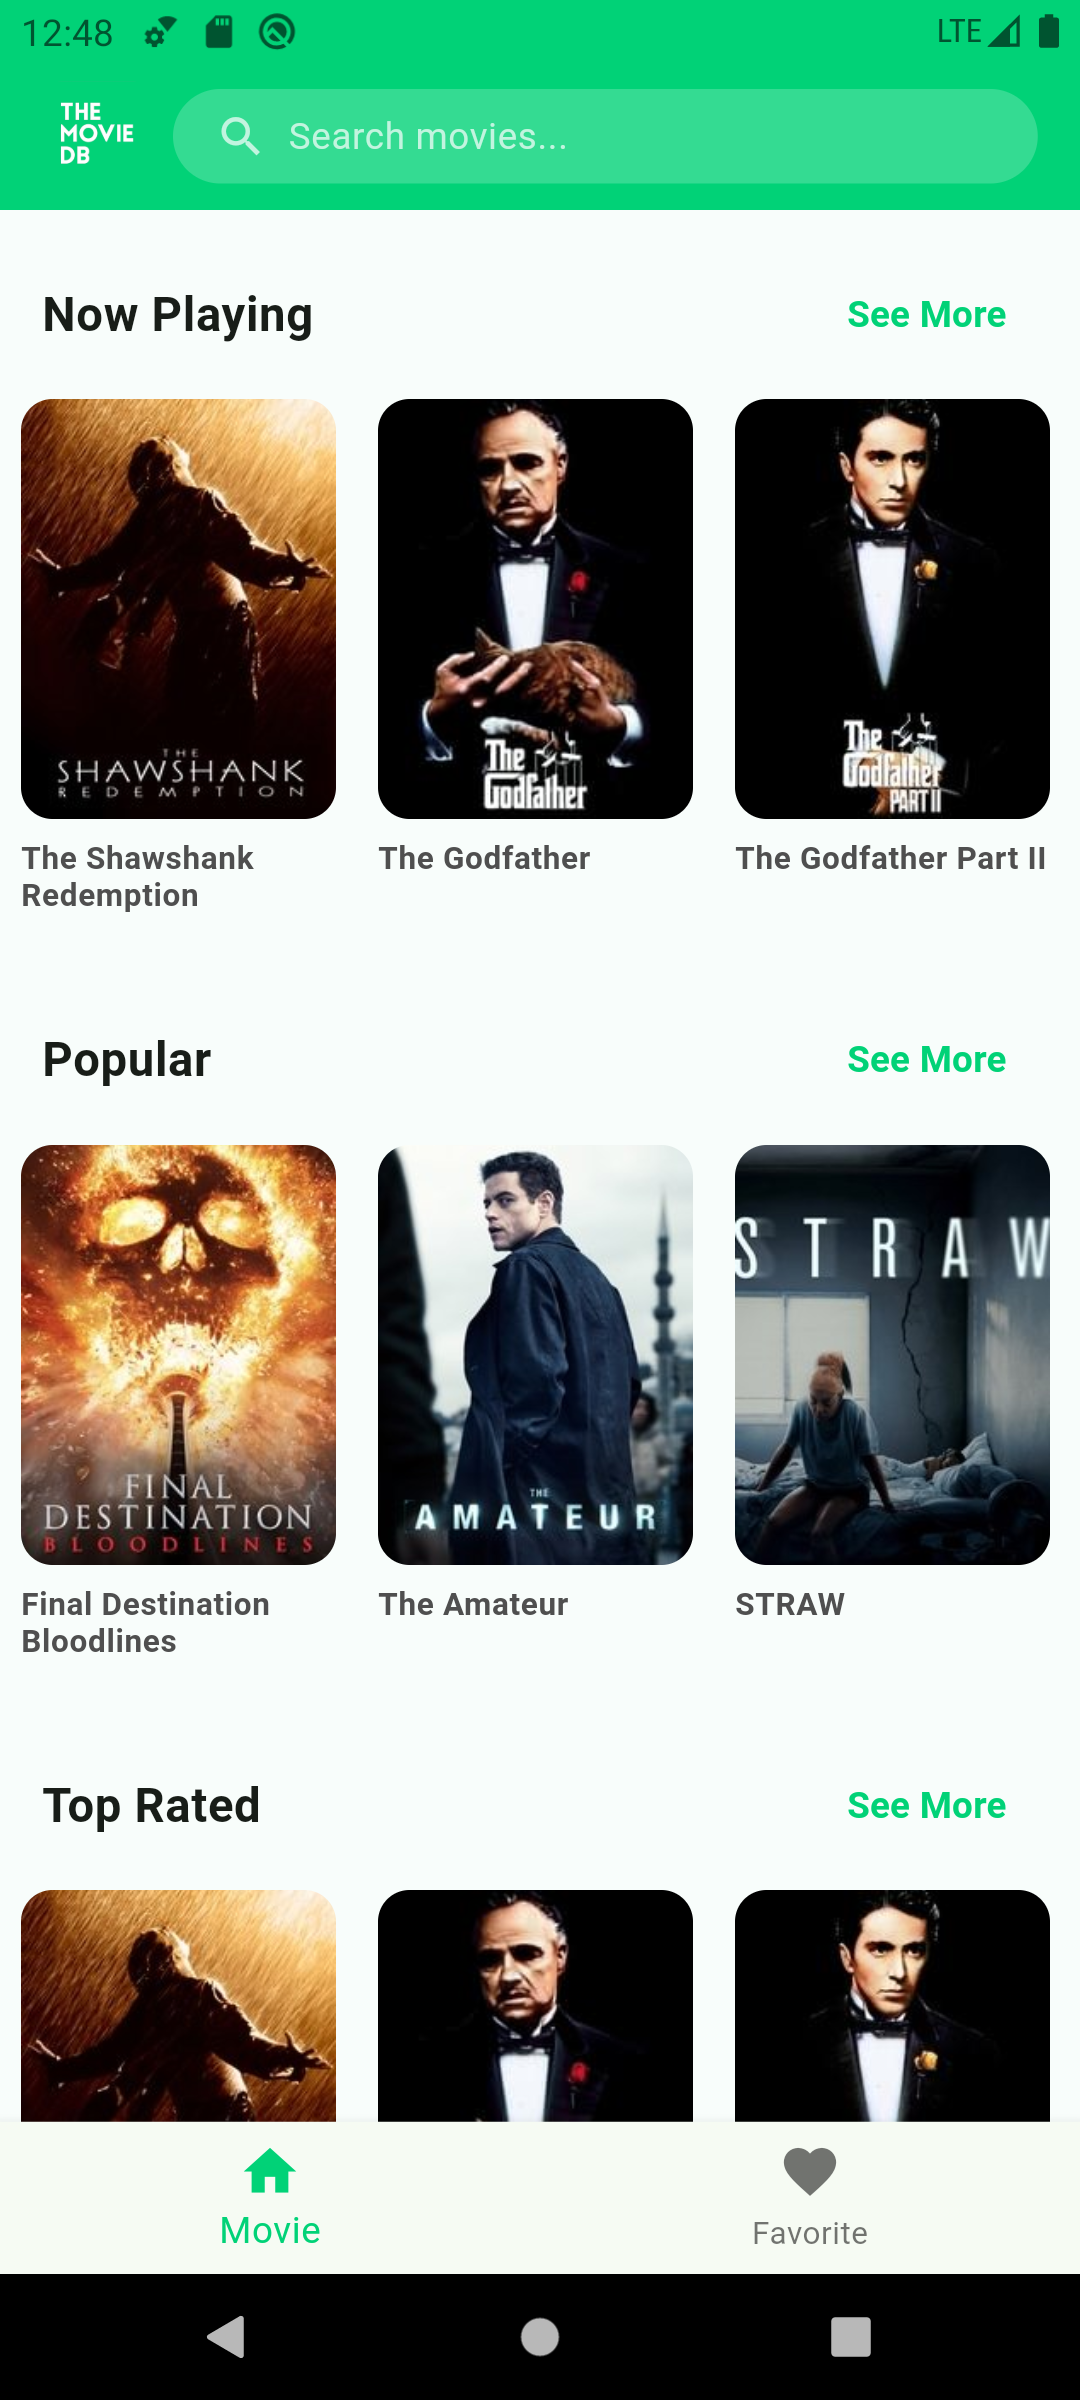 12:48
LTE
THE
MOVIE
DB
Search movies...
Now Playing
See More
THE
SHAWSHANK
REDEMPTION
The
Godfather
The
Godfather
PART II
The Shawshank
Redemption
The Godfather
The Godfather Part II
Popular
See More
FINAL
DESTINATION
BLOODLINES
THE
AMATEUR
STRAW
Final Destination
Bloodlines
The Amateur
STRAW
Top Rated
See More
Movie
Favorite